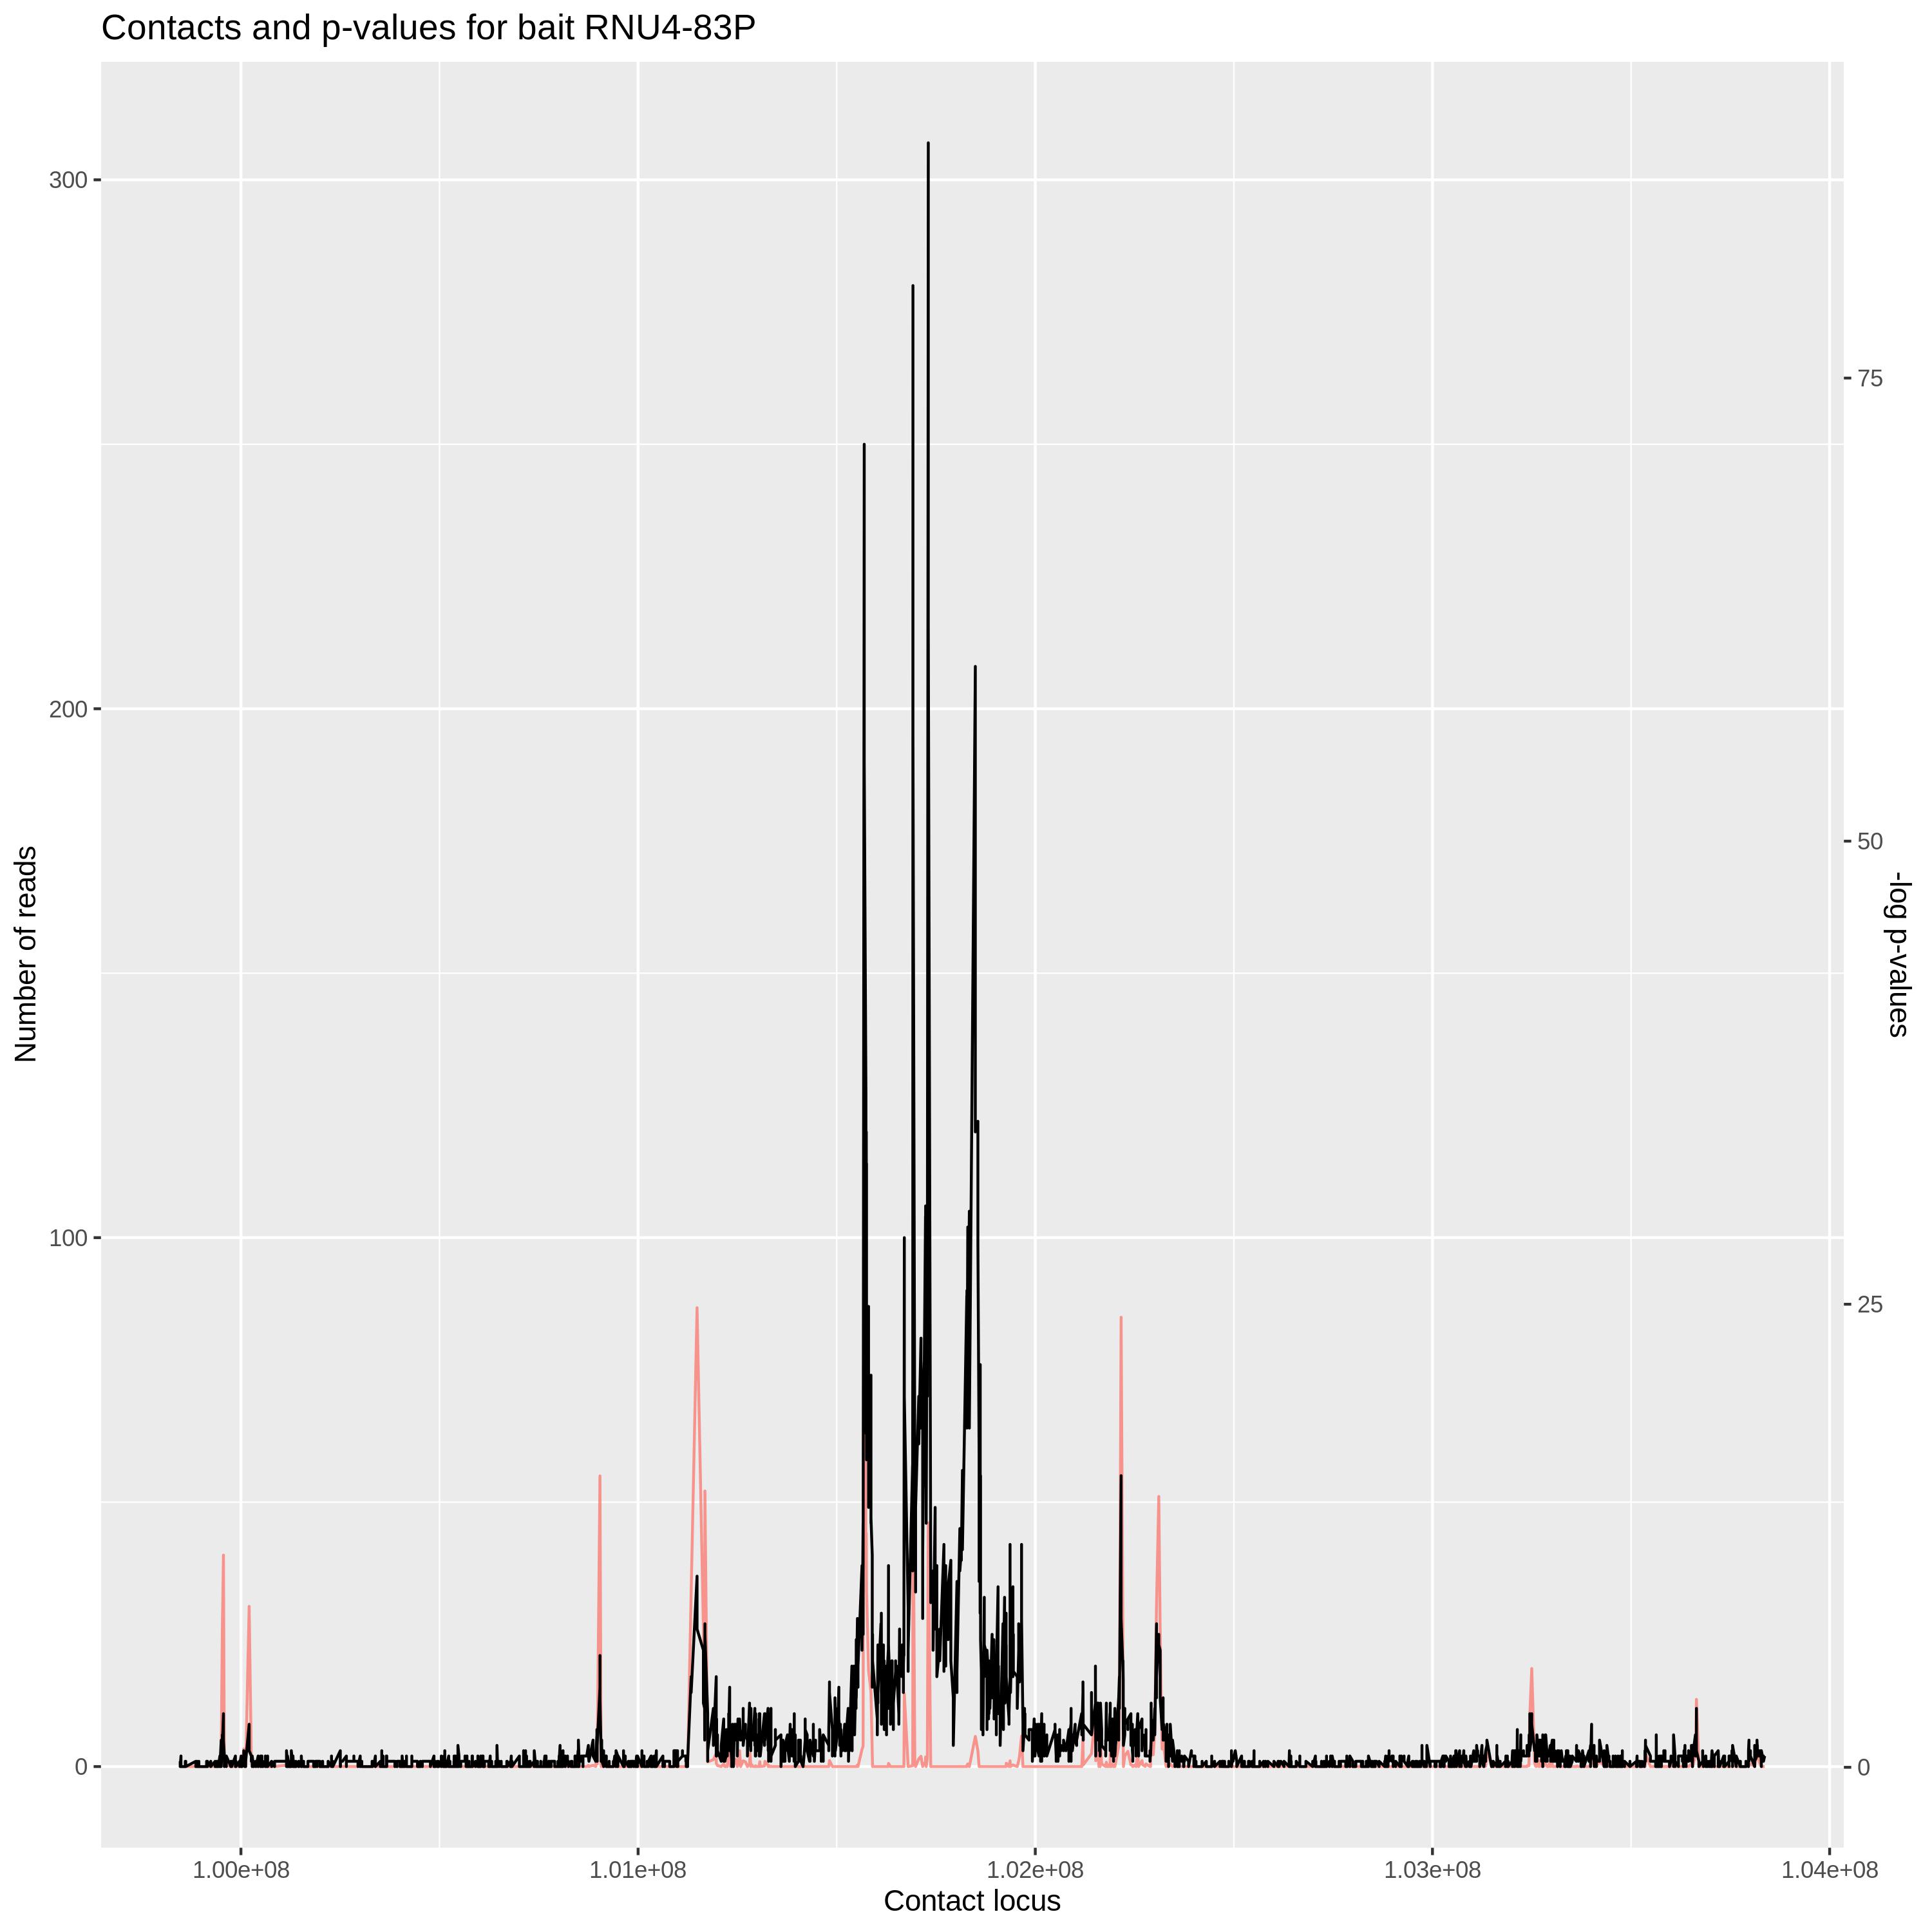 Contacts and p-values for bait RNU4-83P
300
200
100
0
Number of reads
75
50
25
0
-log p-values
1.00e+08 1.01e+08 1.02e+08 1.03e+08 1.04e+08
Contact locus